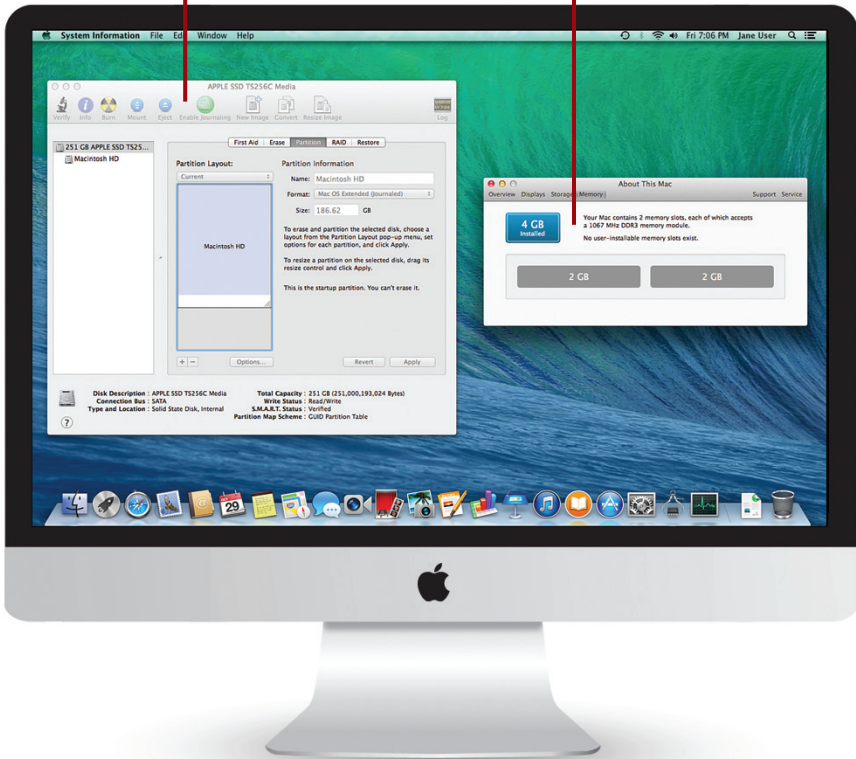 System Information File Edit Window Help
Fri 7:06 PM Jane User
APPLE SSD TS256C Media
Verify Info Burn Mount Eject Enable Journaling New Image Convert Resize Image Log
First Aid Erase Partition RAID Restore
251 GB APPLE SSD TS25...
Macintosh HD
Partition Layout:
Current
Macintosh HD
+ − Options...
Partition Information
Name: Macintosh HD
Format: Mac OS Extended (Journaled)
Size: 186.62 GB
To erase and partition the selected disk, choose a
layout from the Partition Layout pop-up menu, set
options for each partition, and click Apply.
To resize a partition on the selected disk, drag its
resize control and click Apply.
This is the startup partition. You can't erase it.
Revert Apply
Disk Description : APPLE SSD TS256C Media
Connection Bus : SATA
Type and Location : Solid State Disk, Internal
Total Capacity : 251 GB (251,000,193,024 Bytes)
Write Status : Read/Write
S.M.A.R.T. Status : Verified
Partition Map Scheme : GUID Partition Table
?
About This Mac
Overview Displays Storage Memory Support Service
4 GB
Installed
Your Mac contains 2 memory slots, each of which accepts
a 1067 MHz DDR3 memory module.
No user-installable memory slots exist.
2 GB 2 GB
29